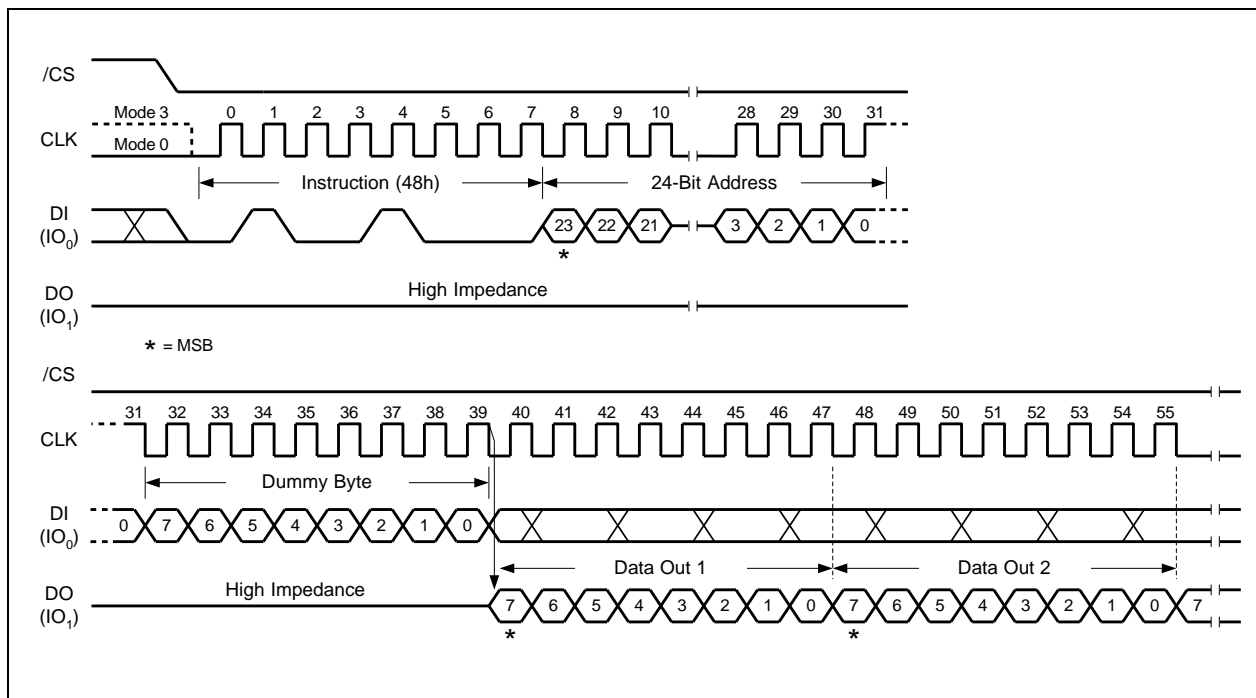 /CS
Mode 3 0 1 2 3 4 5 6 7 8 9 10 28 29 30 31
CLK
Mode 0
Instruction (48h) 24-Bit Address
DI
(IO0) 23 22 21 3 2 1 0
*
High Impedance
DO
(IO1)
* = MSB
/CS
31 32 33 34 35 36 37 38 39 40 41 42 43 44 45 46 47 48 49 50 51 52 53 54 55
CLK
Dummy Byte
DI
(IO0) 0 7 6 5 4 3 2 1 0
Data Out 1 Data Out 2
High Impedance
DO
(IO1) 7 6 5 4 3 2 1 0 7 6 5 4 3 2 1 0 7
* *